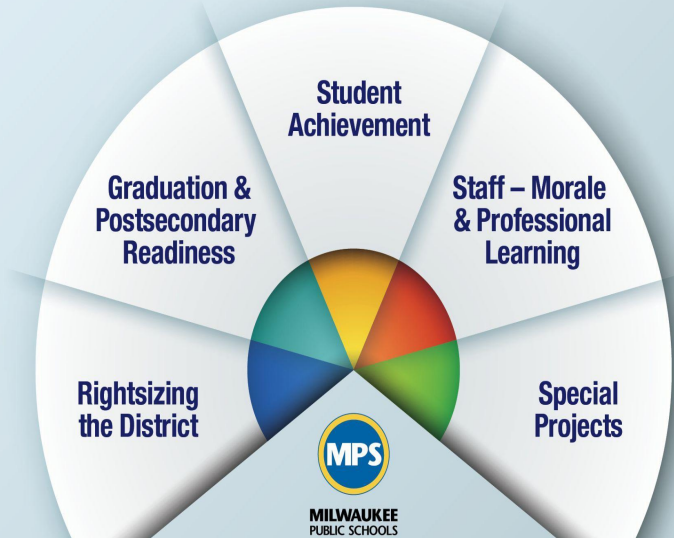 Student
Achievement
Graduation &
Postsecondary
Readiness
Staff – Morale
& Professional
Learning
Rightsizing
the District
Special
Projects
MPS
MILWAUKEE
PUBLIC SCHOOLS